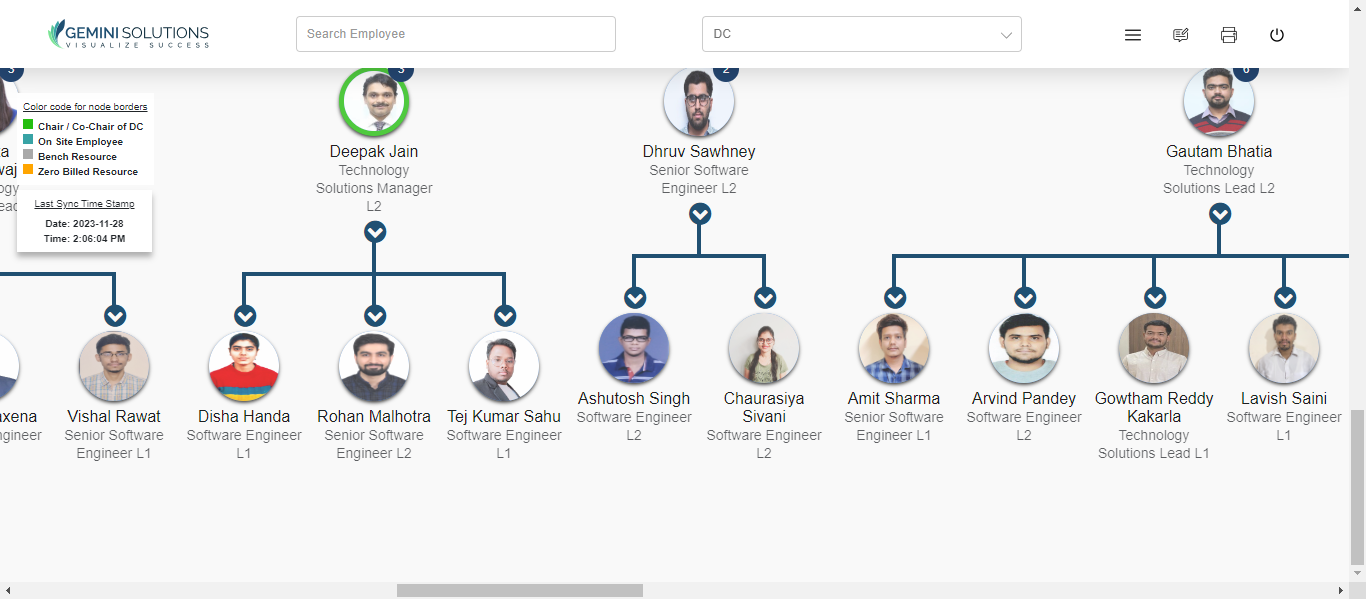 GEMINI SOLUTIONS
VISUALIZE SUCCESS
Search Employee
DC
3
3
2
6
Color code for node borders
Chair / Co-Chair of DC
On Site Employee
Bench Resource
Zero Billed Resource
Last Sync Time Stamp
Date: 2023-11-28
Time: 2:06:04 PM
Deepak Jain
Technology
Solutions Manager
L2
Dhruv Sawhney
Senior Software
Engineer L2
Gautam Bhatia
Technology
Solutions Lead L2
axena
ngineer
Vishal Rawat
Senior Software
Engineer L1
Disha Handa
Software Engineer
L1
Rohan Malhotra
Senior Software
Engineer L2
Tej Kumar Sahu
Software Engineer
L1
Ashutosh Singh
Software Engineer
L2
Chaurasiya
Sivani
Software Engineer
L2
Amit Sharma
Senior Software
Engineer L1
Arvind Pandey
Software Engineer
L2
Gowtham Reddy
Kakarla
Technology
Solutions Lead L1
Lavish Saini
Software Engineer
L1